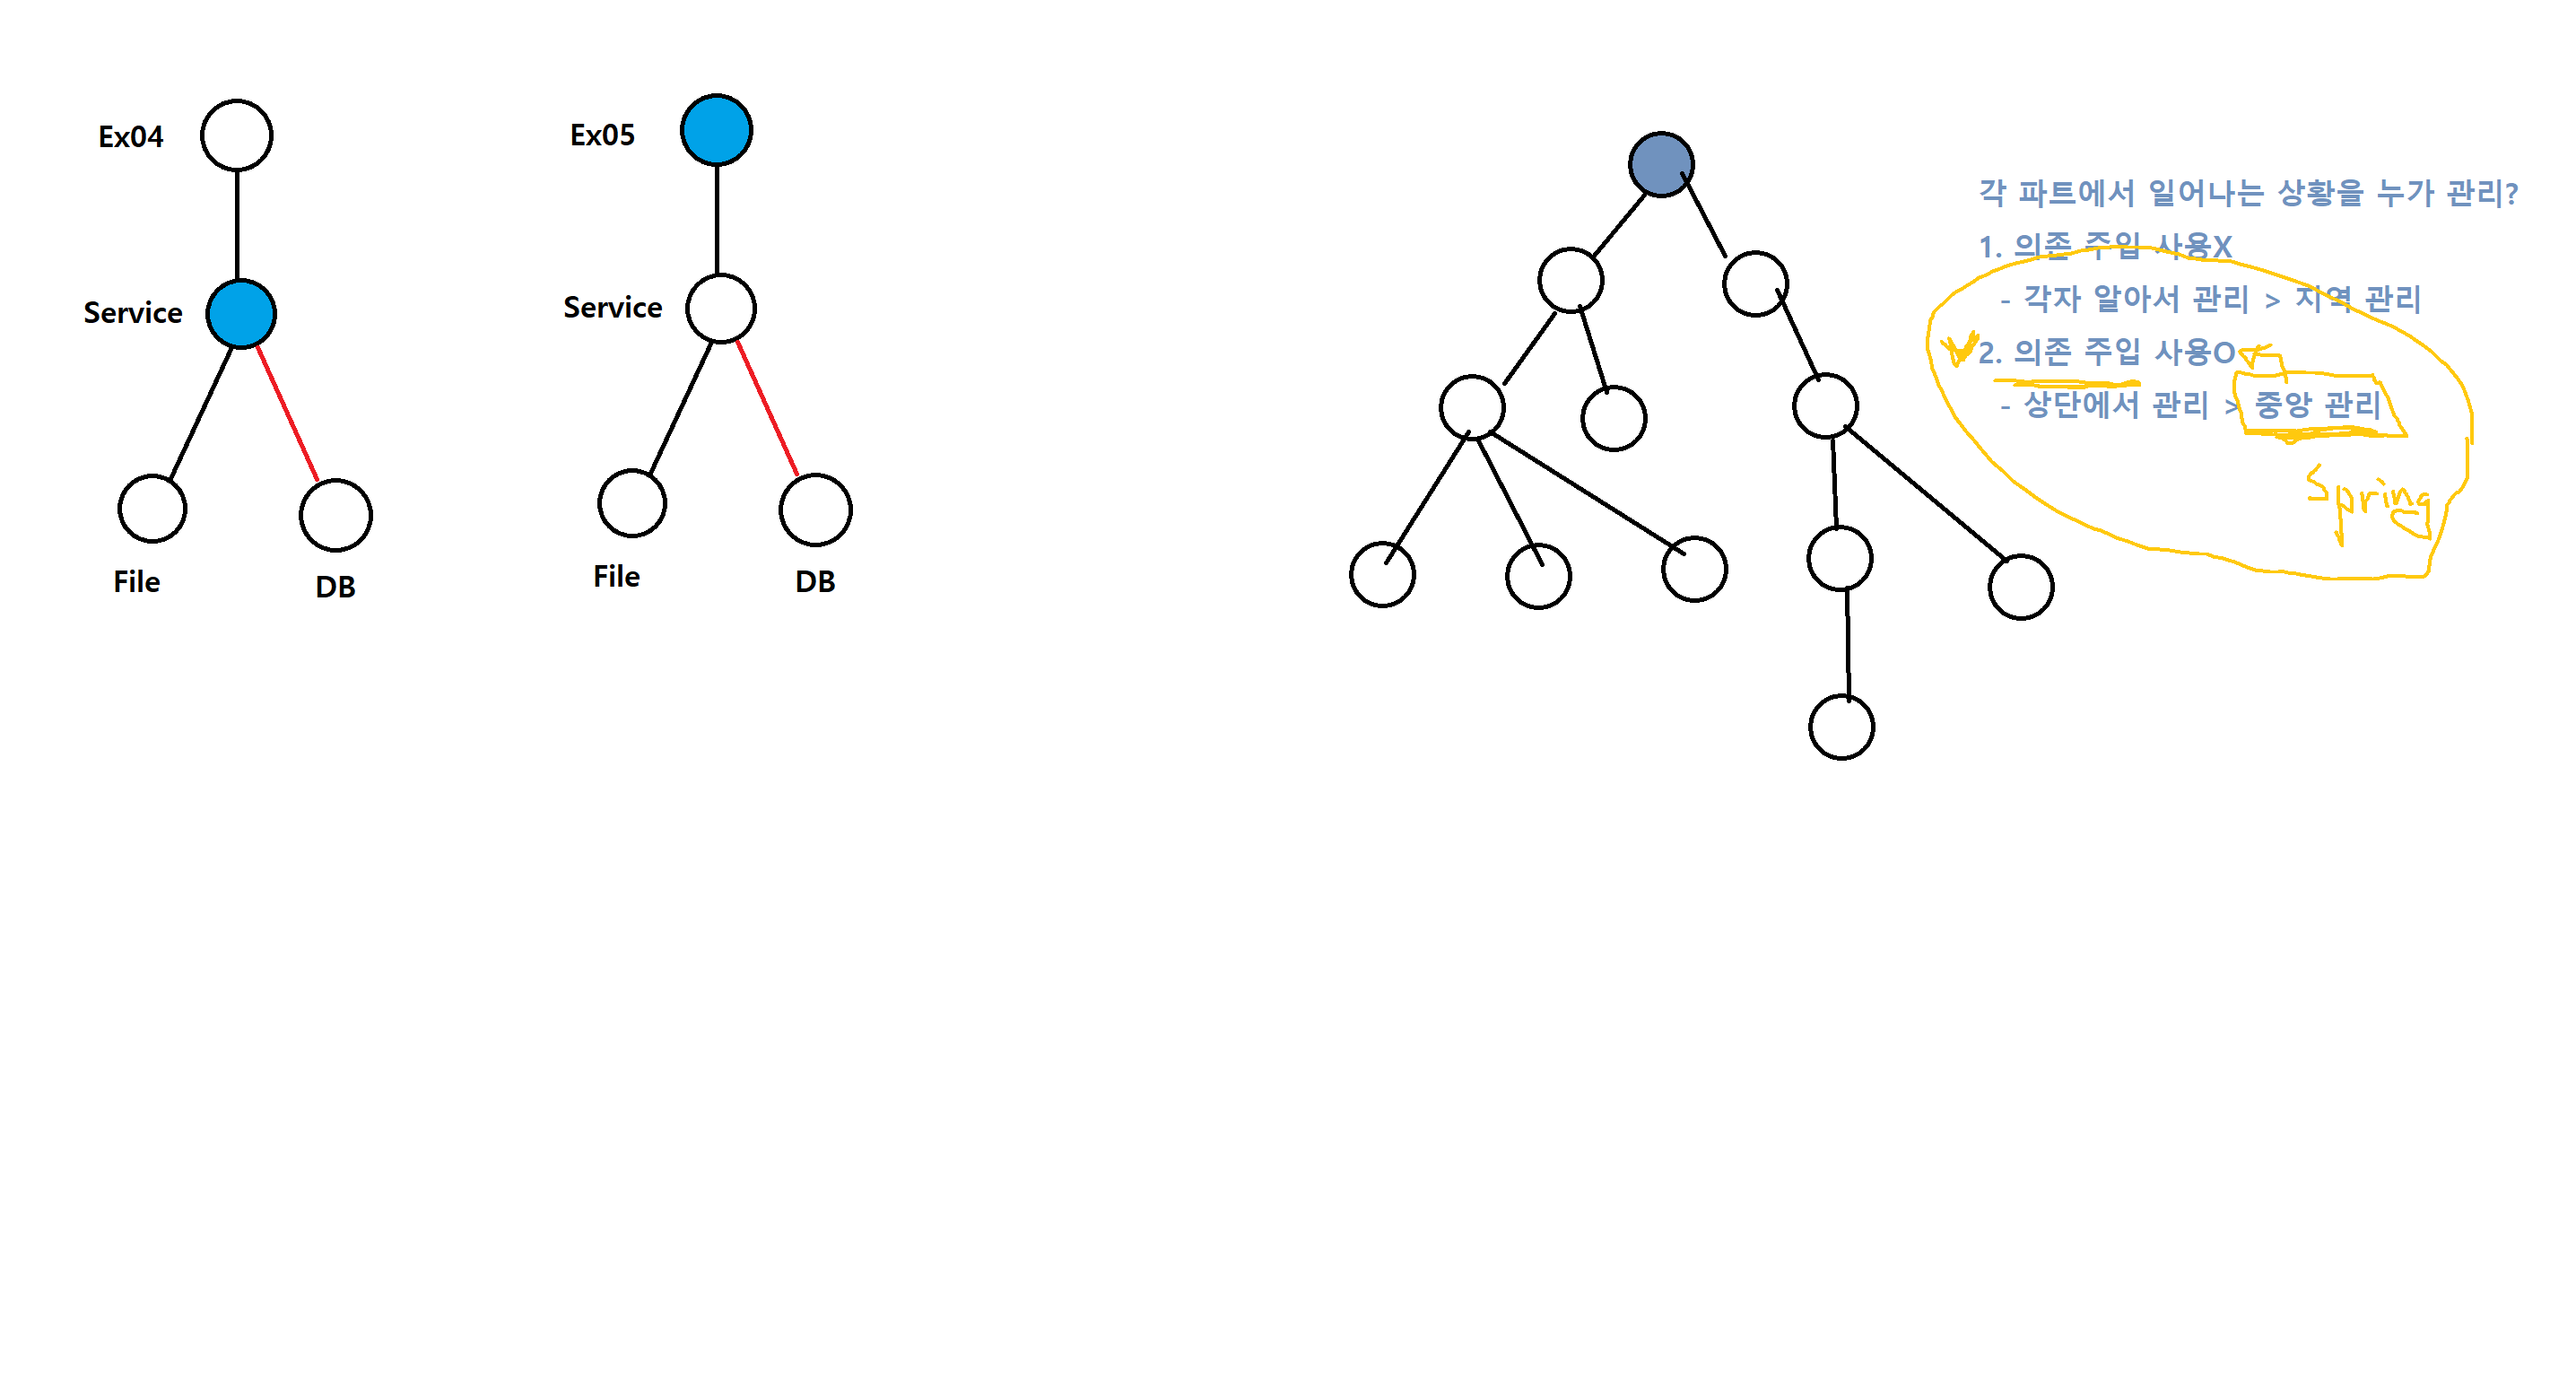 Ex04
Service
File
DB
Ex05
Service
File
DB
각 파트에서 일어나는 상황을 누가 관리?
1. 의존 주입 사용X
- 각자 알아서 관리 > 지역 관리
2. 의존 주입 사용O
- 상단에서 관리 > 중앙 관리
Spring